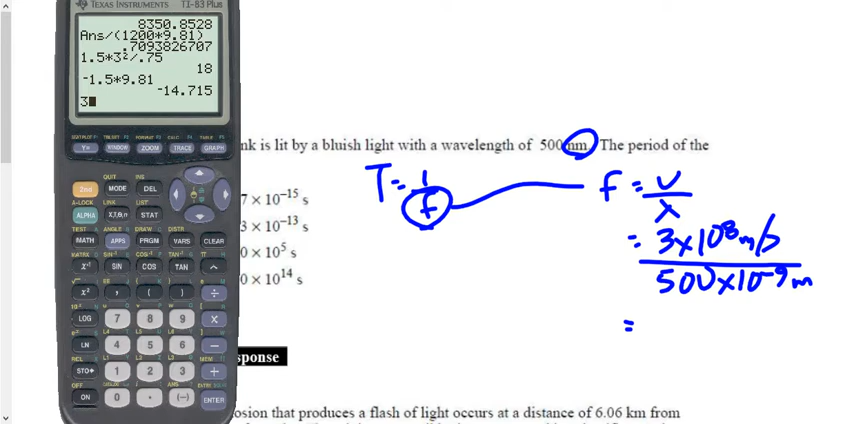 TEXAS INSTRUMENTS TI-83 Plus
8350.8528
Ans/(1200*9.81)
.7093826707
1.5*3²/.75
18
-1.5*9.81
-14.715
3
STAT PLOT F1 TBLSET F2 FORMAT F3 CALC F4 TABLE F5
Y= WINDOW ZOOM TRACE GRAPH
QUIT INS
2nd MODE DEL
A-LOCK LINK LIST
ALPHA X,T,θ,n STAT
TEST A ANGLE B DRAW C DISTR
MATH APPS PRGM VARS CLEAR
MATRIX D SIN⁻¹ E COS⁻¹ F TAN⁻¹ G π H
x⁻¹ SIN COS TAN ^
x² , ( ) ÷
LOG 7 8 9 X
LN 4 5 6 −
RCL
STO▸ 1 2 3 +
OFF
ON 0 . (−) ENTER
nk is lit by a bluish light with a wavelength of 500 nm. The period of the
7 × 10⁻¹⁵ s
3 × 10⁻¹³ s
0 × 10⁵ s
0 × 10¹⁴ s
T = 1
f
f = v
λ
= 3 x 10⁸ m/s
500 x 10⁻⁹ m
=
sponse
osion that produces a flash of light occurs at a distance of 6.06 km from